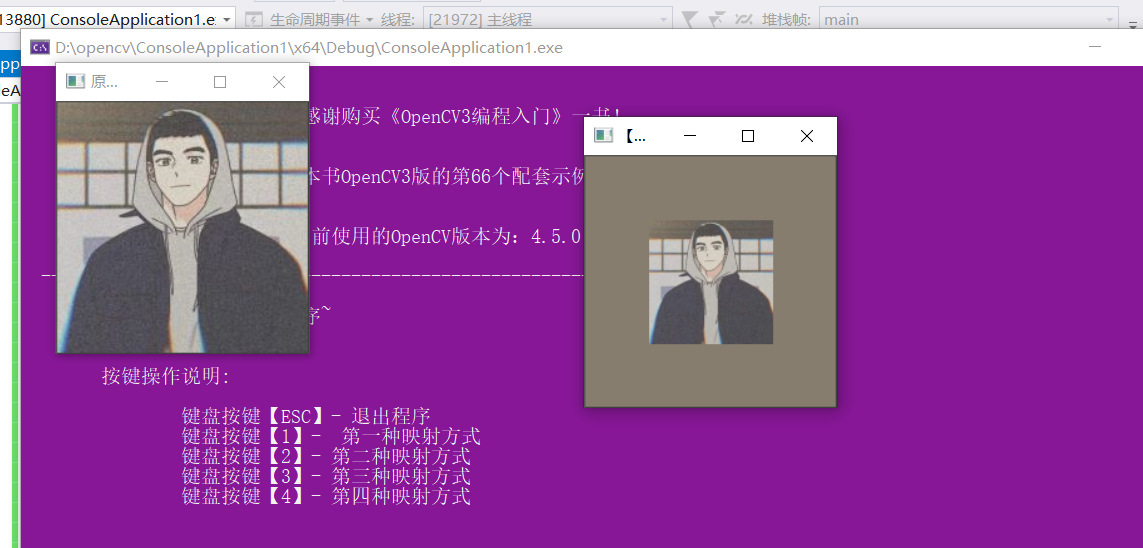 13880] ConsoleApplication1.e 生命周期事件 线程: [21972] 主线程 堆栈帧: main
D:\opencv\ConsoleApplication1\x64\Debug\ConsoleApplication1.exe
原...
感谢购买《OpenCV3编程入门》一书!
【...
本书OpenCV3版的第66个配套示例
前使用的OpenCV版本为: 4.5.0
序~
按键操作说明:
键盘按键【ESC】- 退出程序
键盘按键【1】- 第一种映射方式
键盘按键【2】- 第二种映射方式
键盘按键【3】- 第三种映射方式
键盘按键【4】- 第四种映射方式